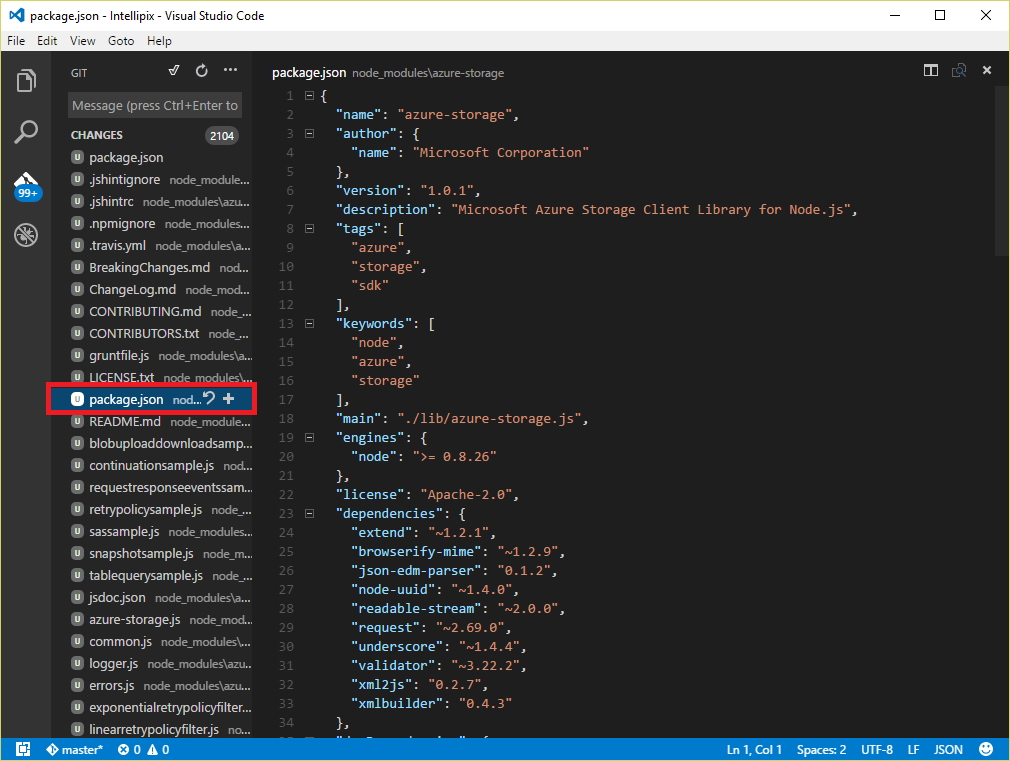 package.json - Intellipix - Visual Studio Code
File Edit View Goto Help
GIT
Message (press Ctrl+Enter to
CHANGES 2104
U package.json
U .jshintignore node_module...
U .jshintrc node_modules\azu...
U .npmignore node_modules...
U .travis.yml node_modules\a...
U BreakingChanges.md nod...
U ChangeLog.md node_mod...
U CONTRIBUTING.md node_...
U CONTRIBUTORS.txt node_...
U gruntfile.js node_modules\a...
U LICENSE.txt node_modules\...
U package.json nod...
U README.md node_module...
U blobuploaddownloadsamp...
U continuationsample.js nod...
U requestresponseeventssam...
U retrypolicysample.js node_...
U sassample.js node_modules...
U snapshotsample.js node_m...
U tablequerysample.js node_...
U jsdoc.json node_modules\a...
U azure-storage.js node_mod...
U common.js node_modules\...
U logger.js node_modules\azu...
U errors.js node_modules\azu...
U exponentialretrypolicyfilter...
U linearretrypolicyfilter.js no...
99+
package.json node_modules\azure-storage
1 {
2 "name": "azure-storage",
3 "author": {
4 "name": "Microsoft Corporation"
5 },
6 "version": "1.0.1",
7 "description": "Microsoft Azure Storage Client Library for Node.js",
8 "tags": [
9 "azure",
10 "storage",
11 "sdk"
12 ],
13 "keywords": [
14 "node",
15 "azure",
16 "storage"
17 ],
18 "main": "./lib/azure-storage.js",
19 "engines": {
20 "node": ">= 0.8.26"
21 },
22 "license": "Apache-2.0",
23 "dependencies": {
24 "extend": "~1.2.1",
25 "browserify-mime": "~1.2.9",
26 "json-edm-parser": "0.1.2",
27 "node-uuid": "~1.4.0",
28 "readable-stream": "~2.0.0",
29 "request": "~2.69.0",
30 "underscore": "~1.4.4",
31 "validator": "~3.22.2",
32 "xml2js": "0.2.7",
33 "xmlbuilder": "0.4.3"
34 },
master* 0 0 Ln 1, Col 1 Spaces: 2 UTF-8 LF JSON